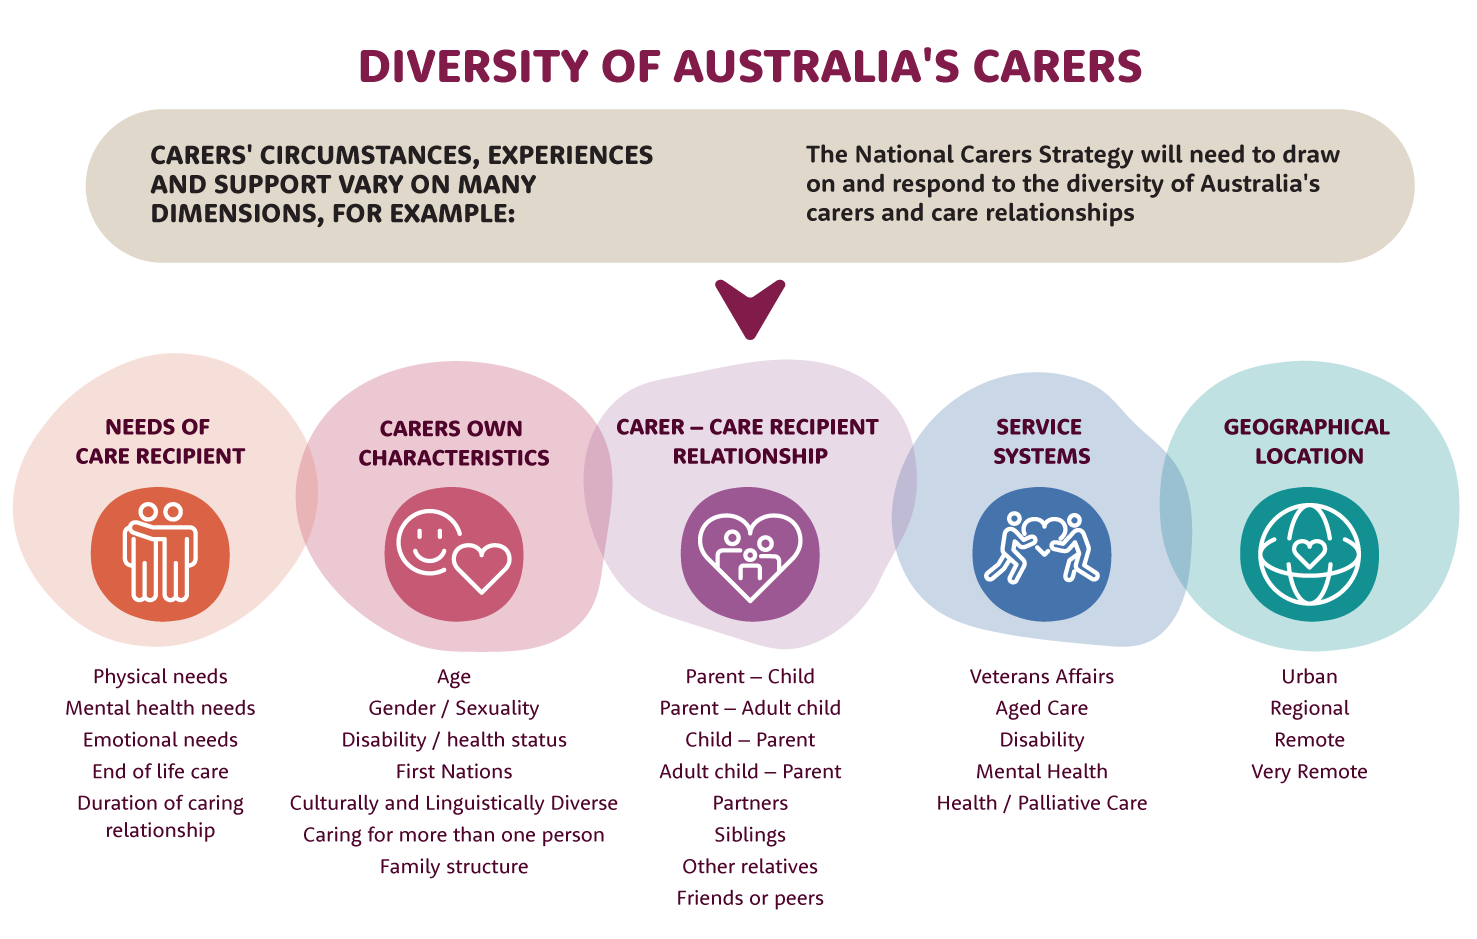 DIVERSITY OF AUSTRALIA'S CARERS
CARERS' CIRCUMSTANCES, EXPERIENCES
AND SUPPORT VARY ON MANY
DIMENSIONS, FOR EXAMPLE:
The National Carers Strategy will need to draw
on and respond to the diversity of Australia's
carers and care relationships
NEEDS OF
CARE RECIPIENT
Physical needs
Mental health needs
Emotional needs
End of life care
Duration of caring
relationship
CARERS OWN
CHARACTERISTICS
Age
Gender / Sexuality
Disability / health status
First Nations
Culturally and Linguistically Diverse
Caring for more than one person
Family structure
CARER – CARE RECIPIENT
RELATIONSHIP
Parent – Child
Parent – Adult child
Child – Parent
Adult child – Parent
Partners
Siblings
Other relatives
Friends or peers
SERVICE
SYSTEMS
Veterans Affairs
Aged Care
Disability
Mental Health
Health / Palliative Care
GEOGRAPHICAL
LOCATION
Urban
Regional
Remote
Very Remote